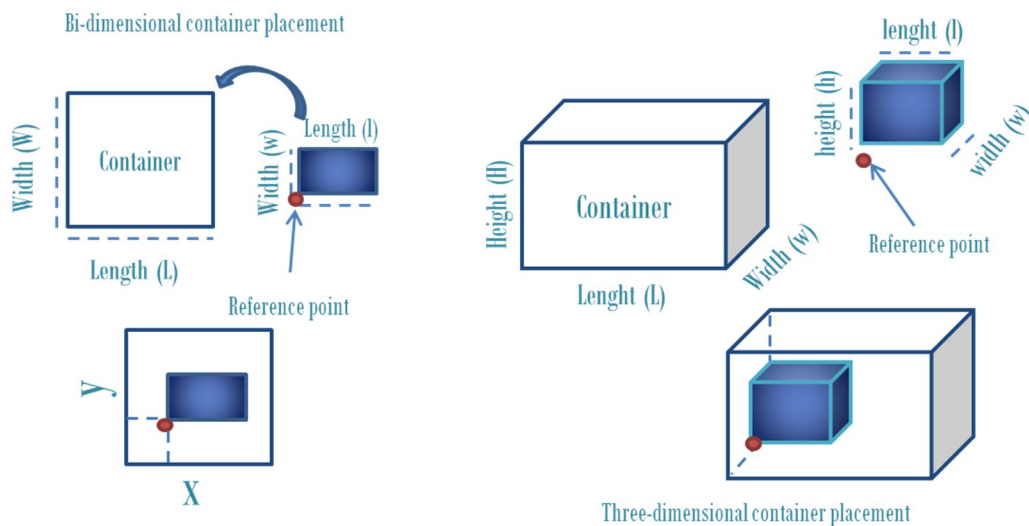 Bi-dimensional container placement
Width (W)
Container
Length (L)
Width (w)
Length (l)
Reference point
y
X
lenght (l)
height (h)
width (w)
Reference point
Height (H)
Container
Width (w)
Lenght (L)
Three-dimensional container placement